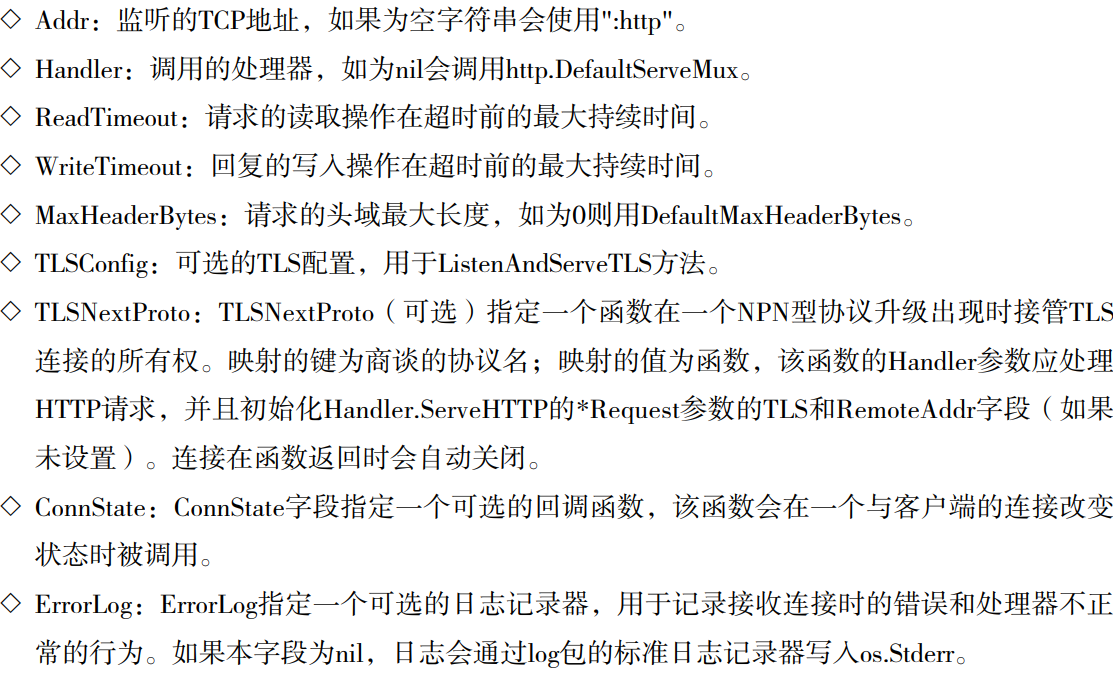 ◇ Addr：监听的TCP地址，如果为空字符串会使用":http"。
◇ Handler：调用的处理器，如为nil会调用http.DefaultServeMux。
◇ ReadTimeout：请求的读取操作在超时前的最大持续时间。
◇ WriteTimeout：回复的写入操作在超时前的最大持续时间。
◇ MaxHeaderBytes：请求的头域最大长度，如为0则用DefaultMaxHeaderBytes。
◇ TLSConfig：可选的TLS配置，用于ListenAndServeTLS方法。
◇ TLSNextProto：TLSNextProto（可选）指定一个函数在一个NPN型协议升级出现时接管TLS
连接的所有权。映射的键为商谈的协议名；映射的值为函数，该函数的Handler参数应处理
HTTP请求，并且初始化Handler.ServeHTTP的*Request参数的TLS和RemoteAddr字段（如果
未设置）。连接在函数返回时会自动关闭。
◇ ConnState：ConnState字段指定一个可选的回调函数，该函数会在一个与客户端的连接改变
状态时被调用。
◇ ErrorLog：ErrorLog指定一个可选的日志记录器，用于记录接收连接时的错误和处理器不正
常的行为。如果本字段为nil，日志会通过log包的标准日志记录器写入os.Stderr。